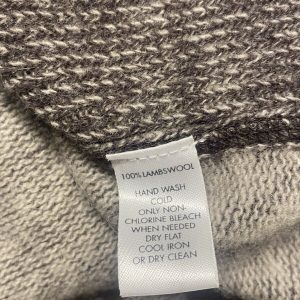 100% LAMBSWOOL
HAND WASH
COLD
ONLY NON-
CHLORINE BLEACH
WHEN NEEDED
DRY FLAT
COOL IRON
OR DRY CLEAN